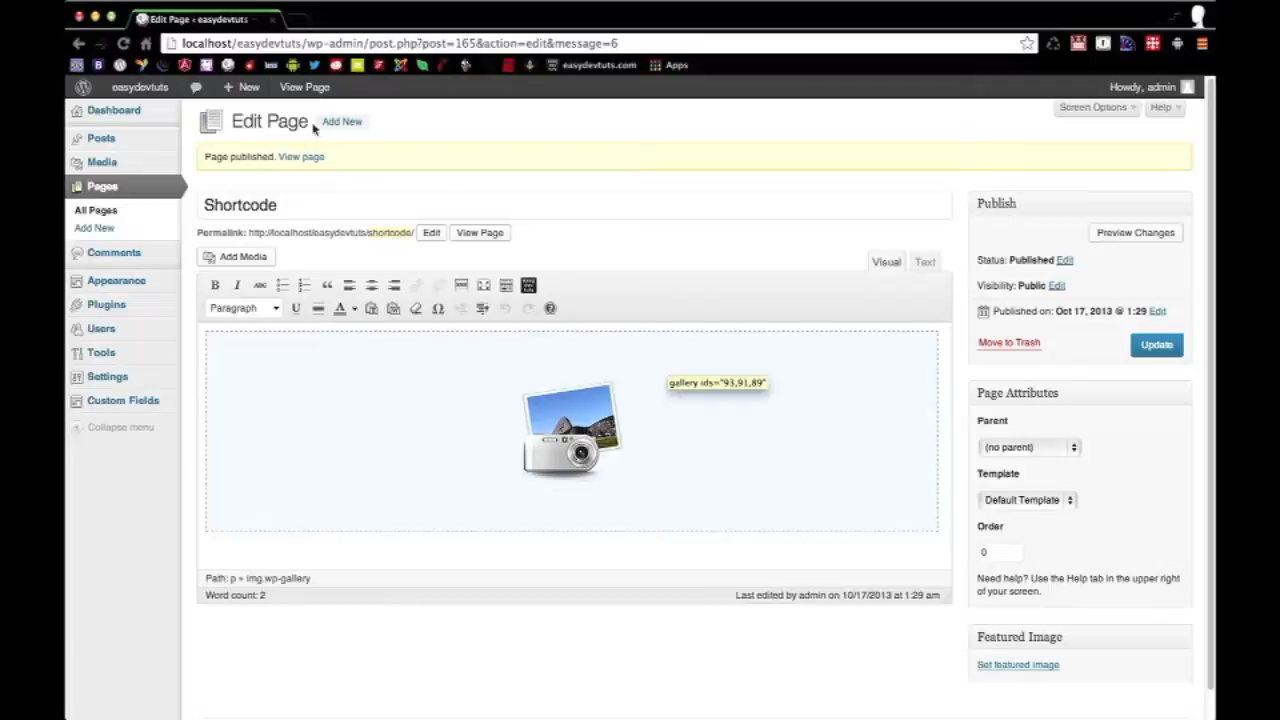 Edit Page ‹ easydevtuts
localhost/easydevtuts/wp-admin/post.php?post=165&action=edit&message=6
easydevtuts.com Apps
easydevtuts New View Page Howdy, admin
Screen Options Help
Dashboard
Posts
Media
Pages
All Pages
Add New
Comments
Appearance
Plugins
Users
Tools
Settings
Custom Fields
Collapse menu
Edit Page Add New
Page published. View page
Shortcode
Permalink: http://localhost/easydevtuts/shortcode/ Edit View Page
Add Media
Visual Text
B I ABC
Paragraph U A Ω
gallery ids="93,91,89"
Path: p » img.wp-gallery
Word count: 2 Last edited by admin on 10/17/2013 at 1:29 am
Publish
Preview Changes
Status: Published Edit
Visibility: Public Edit
Published on: Oct 17, 2013 @ 1:29 Edit
Move to Trash Update
Page Attributes
Parent
(no parent)
Template
Default Template
Order
0
Need help? Use the Help tab in the upper right
of your screen.
Featured Image
Set featured image